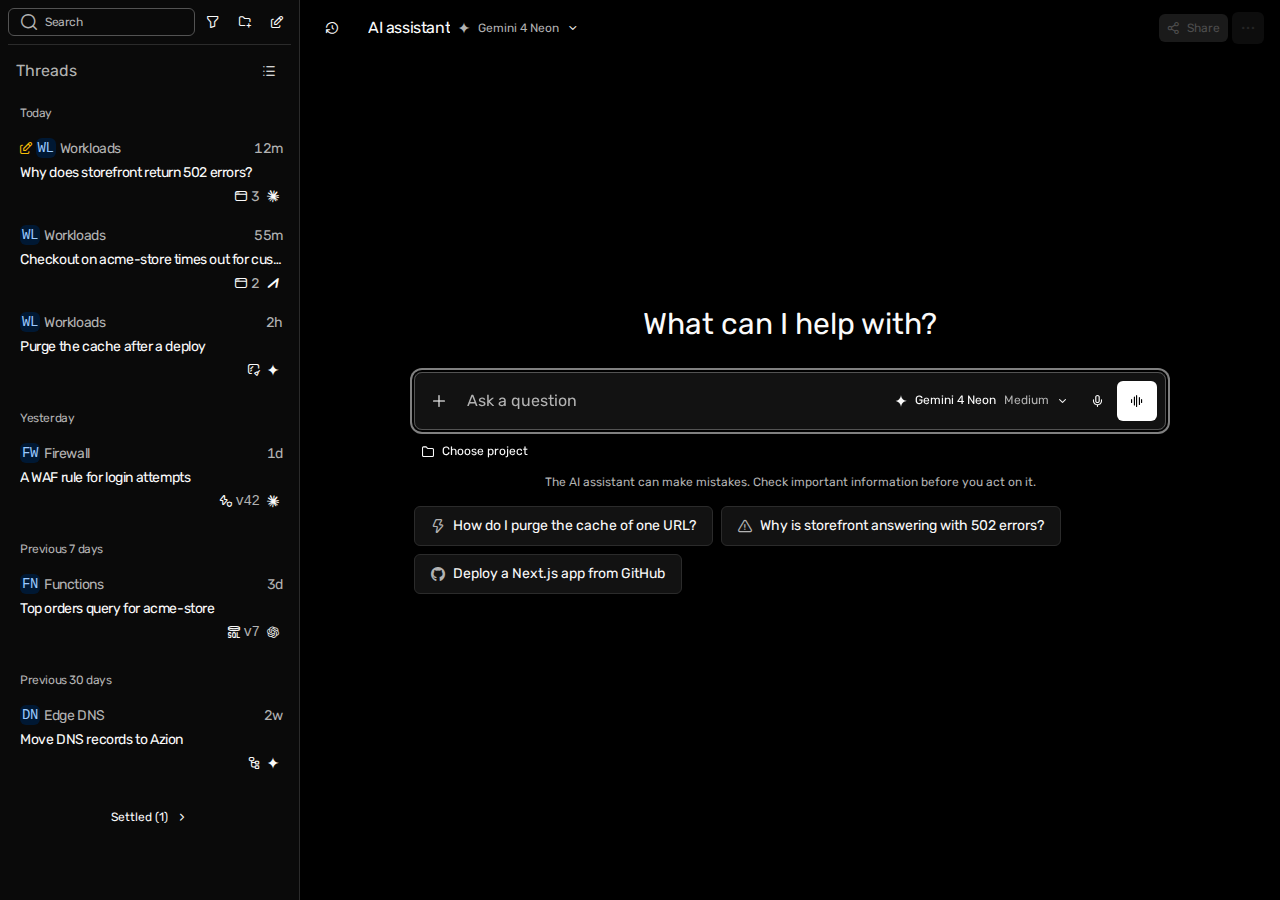 Search
AI assistant
Gemini 4 Neon
Share
Threads
Today
WL Workloads 12m
Why does storefront return 502 errors?
3
WL Workloads 55m
Checkout on acme-store times out for cus…
2
WL Workloads 2h
Purge the cache after a deploy
Yesterday
FW Firewall 1d
A WAF rule for login attempts
v42
Previous 7 days
FN Functions 3d
Top orders query for acme-store
SQL v7
Previous 30 days
DN Edge DNS 2w
Move DNS records to Azion
Settled (1)
What can I help with?
Ask a question
Gemini 4 Neon Medium
Choose project
The AI assistant can make mistakes. Check important information before you act on it.
How do I purge the cache of one URL?
Why is storefront answering with 502 errors?
Deploy a Next.js app from GitHub